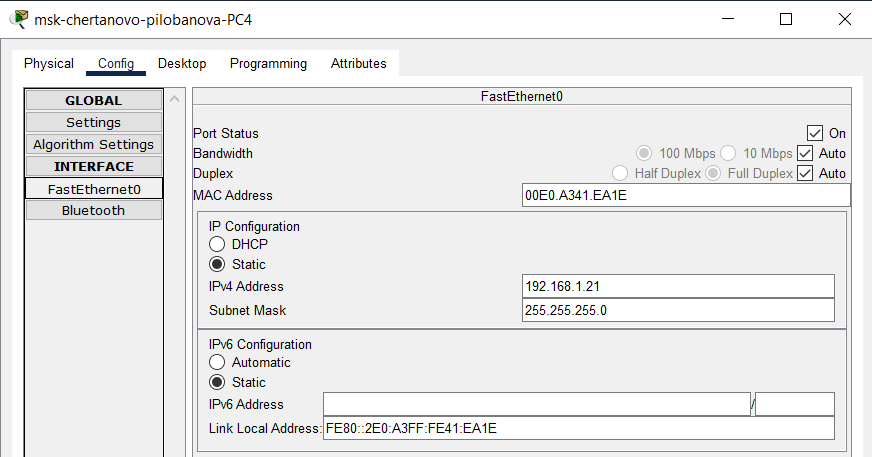 msk-chertanovo-pilobanova-PC4
Physical Config Desktop Programming Attributes
GLOBAL
Settings
Algorithm Settings
INTERFACE
FastEthernet0
Bluetooth
FastEthernet0
Port Status On
Bandwidth 100 Mbps 10 Mbps Auto
Duplex Half Duplex Full Duplex Auto
MAC Address 00E0.A341.EA1E
IP Configuration
DHCP
Static
IPv4 Address 192.168.1.21
Subnet Mask 255.255.255.0
IPv6 Configuration
Automatic
Static
IPv6 Address /
Link Local Address: FE80::2E0:A3FF:FE41:EA1E